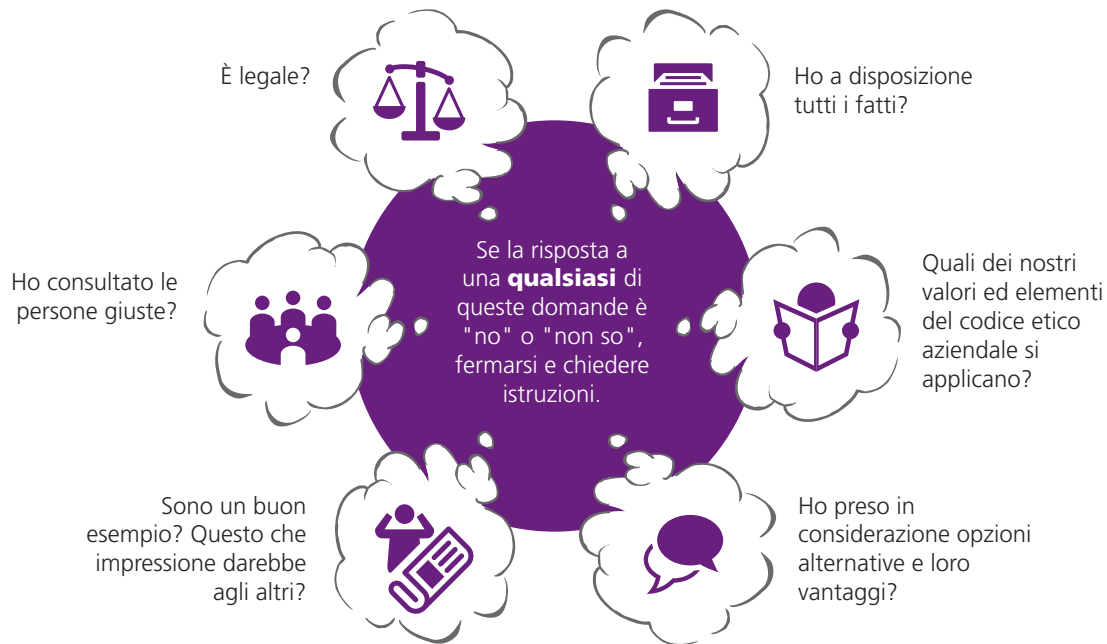 È legale?
Ho a disposizione
tutti i fatti?
Ho consultato le
persone giuste?
Se la risposta a
una qualsiasi di
queste domande è
"no" o "non so",
fermarsi e chiedere
istruzioni.
Quali dei nostri
valori ed elementi
del codice etico
aziendale si
applicano?
Sono un buon
esempio? Questo che
impressione darebbe
agli altri?
Ho preso in
considerazione opzioni
alternative e loro
vantaggi?